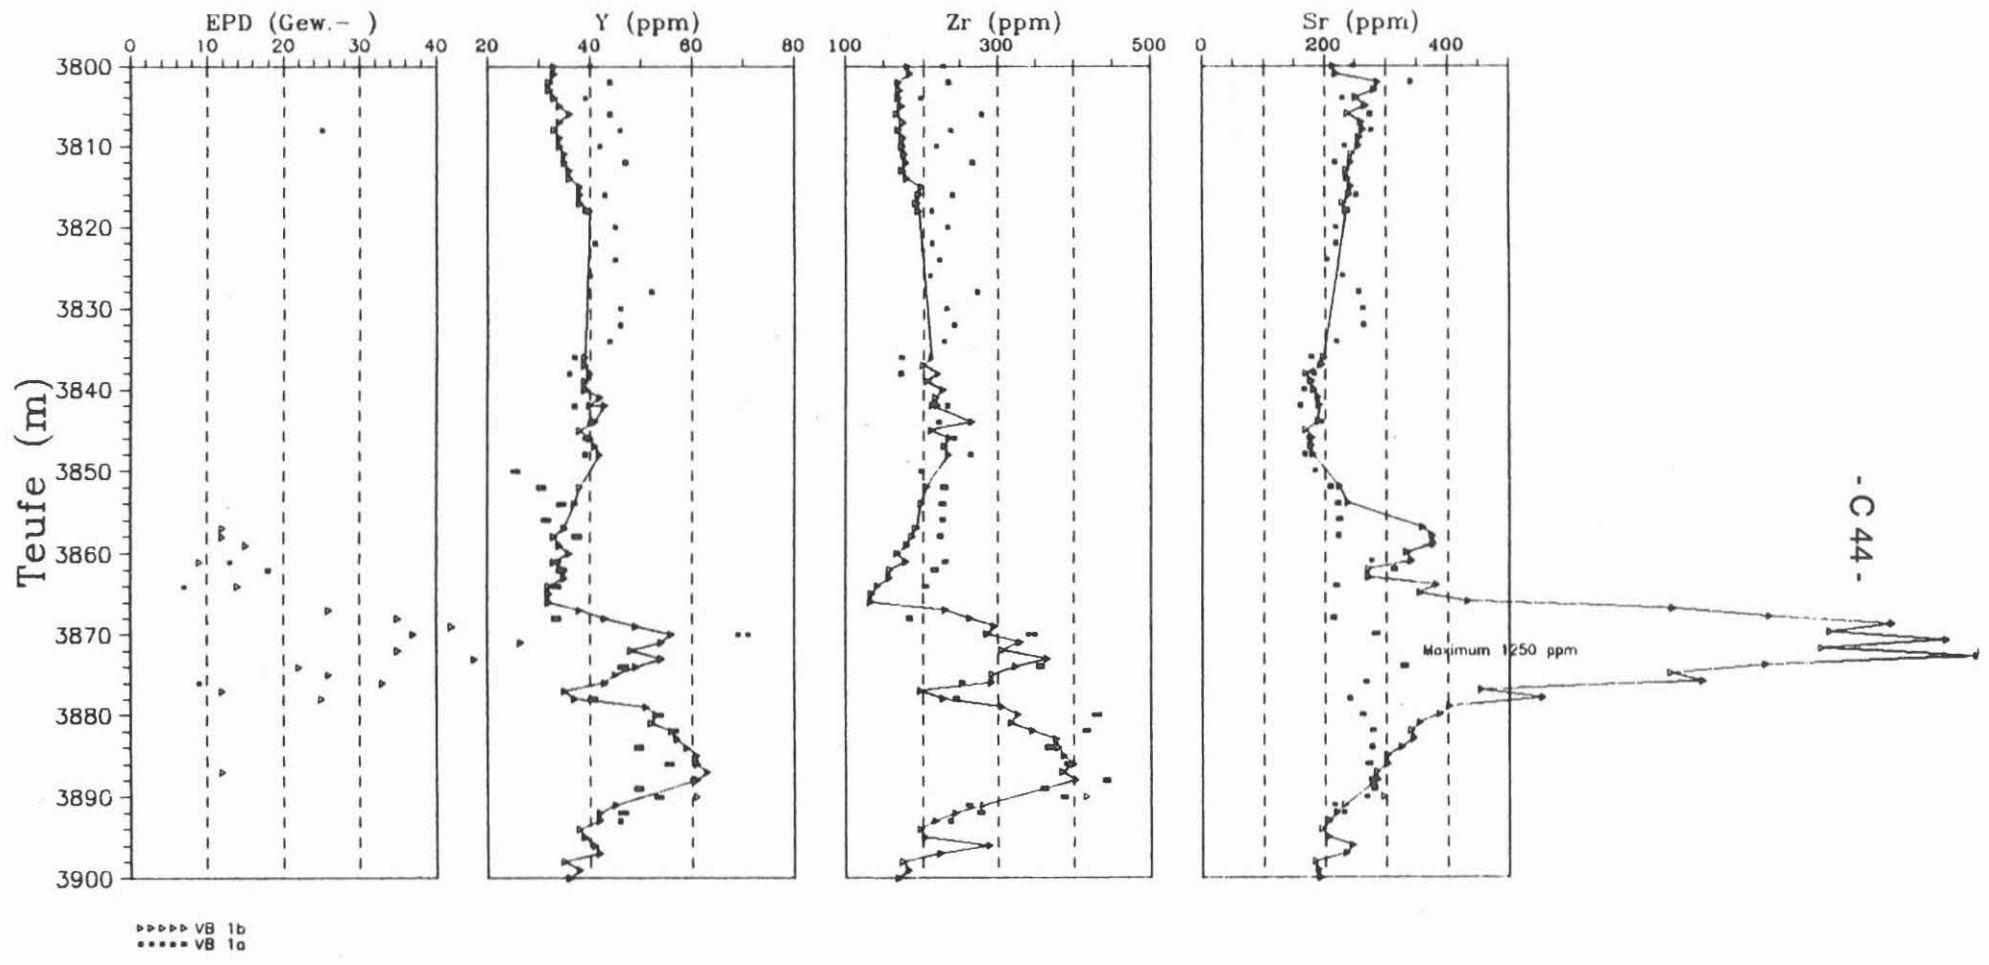 EPD (Gew.- )
Y (ppm)
Zr (ppm)
Sr (ppm)
0 10 20 30 40
20 40 60 80
100 300 500
0 200 400
Teufe (m)
3800
3810
3820
3830
3840
3850
3860
3870
3880
3890
3900
Maximum 1250 ppm
- C 44 -
VB 1b
VB 1a